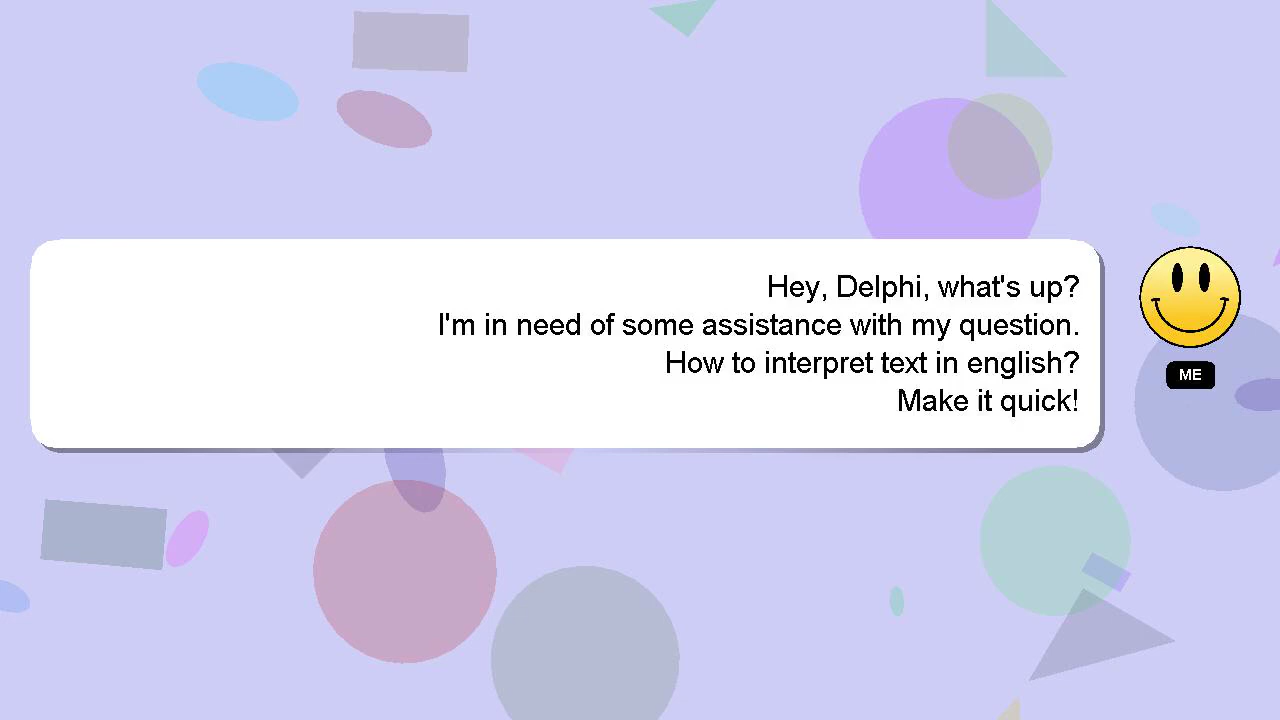 Hey, Delphi, what's up?
I'm in need of some assistance with my question.
How to interpret text in english?
Make it quick!
ME